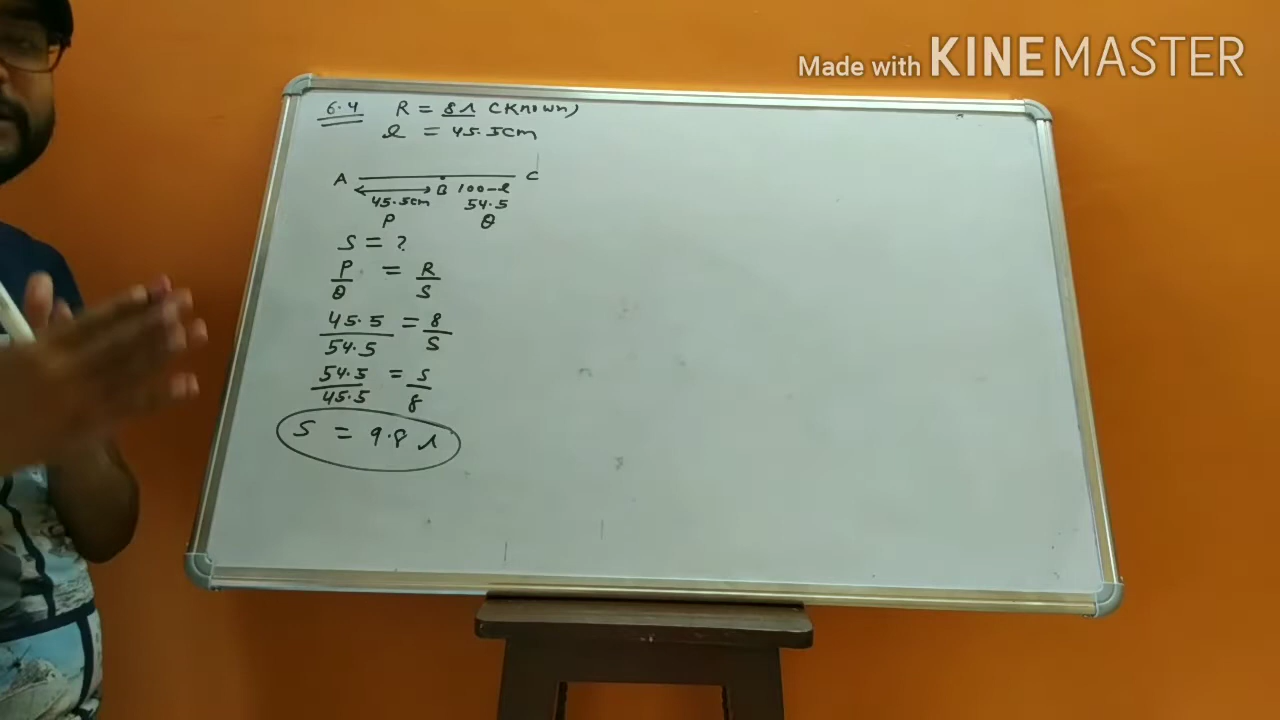 Made with KINEMASTER
6.4 R = 8Ω (Known)
l = 45.5cm
A B 100-l C
45.5cm 54.5
P Q
S = ?
P/Q = R/S
45.5/54.5 = 8/S
54.5/45.5 = S/8
S = 9.8 Ω